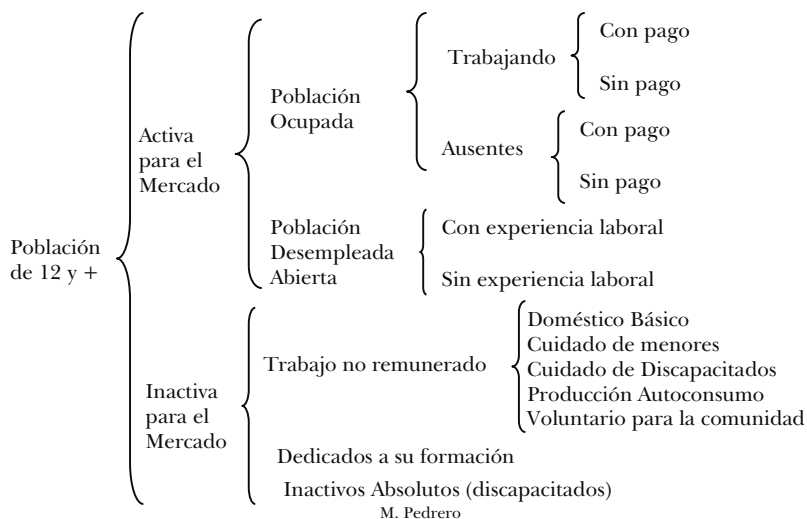 Población
de 12 y +
Activa
para el
Mercado
Población
Ocupada
Trabajando
Con pago
Sin pago
Ausentes
Con pago
Sin pago
Población
Desempleada
Abierta
Con experiencia laboral
Sin experiencia laboral
Inactiva
para el
Mercado
Trabajo no remunerado
Doméstico Básico
Cuidado de menores
Cuidado de Discapacitados
Producción Autoconsumo
Voluntario para la comunidad
Dedicados a su formación
Inactivos Absolutos (discapacitados)
M. Pedrero